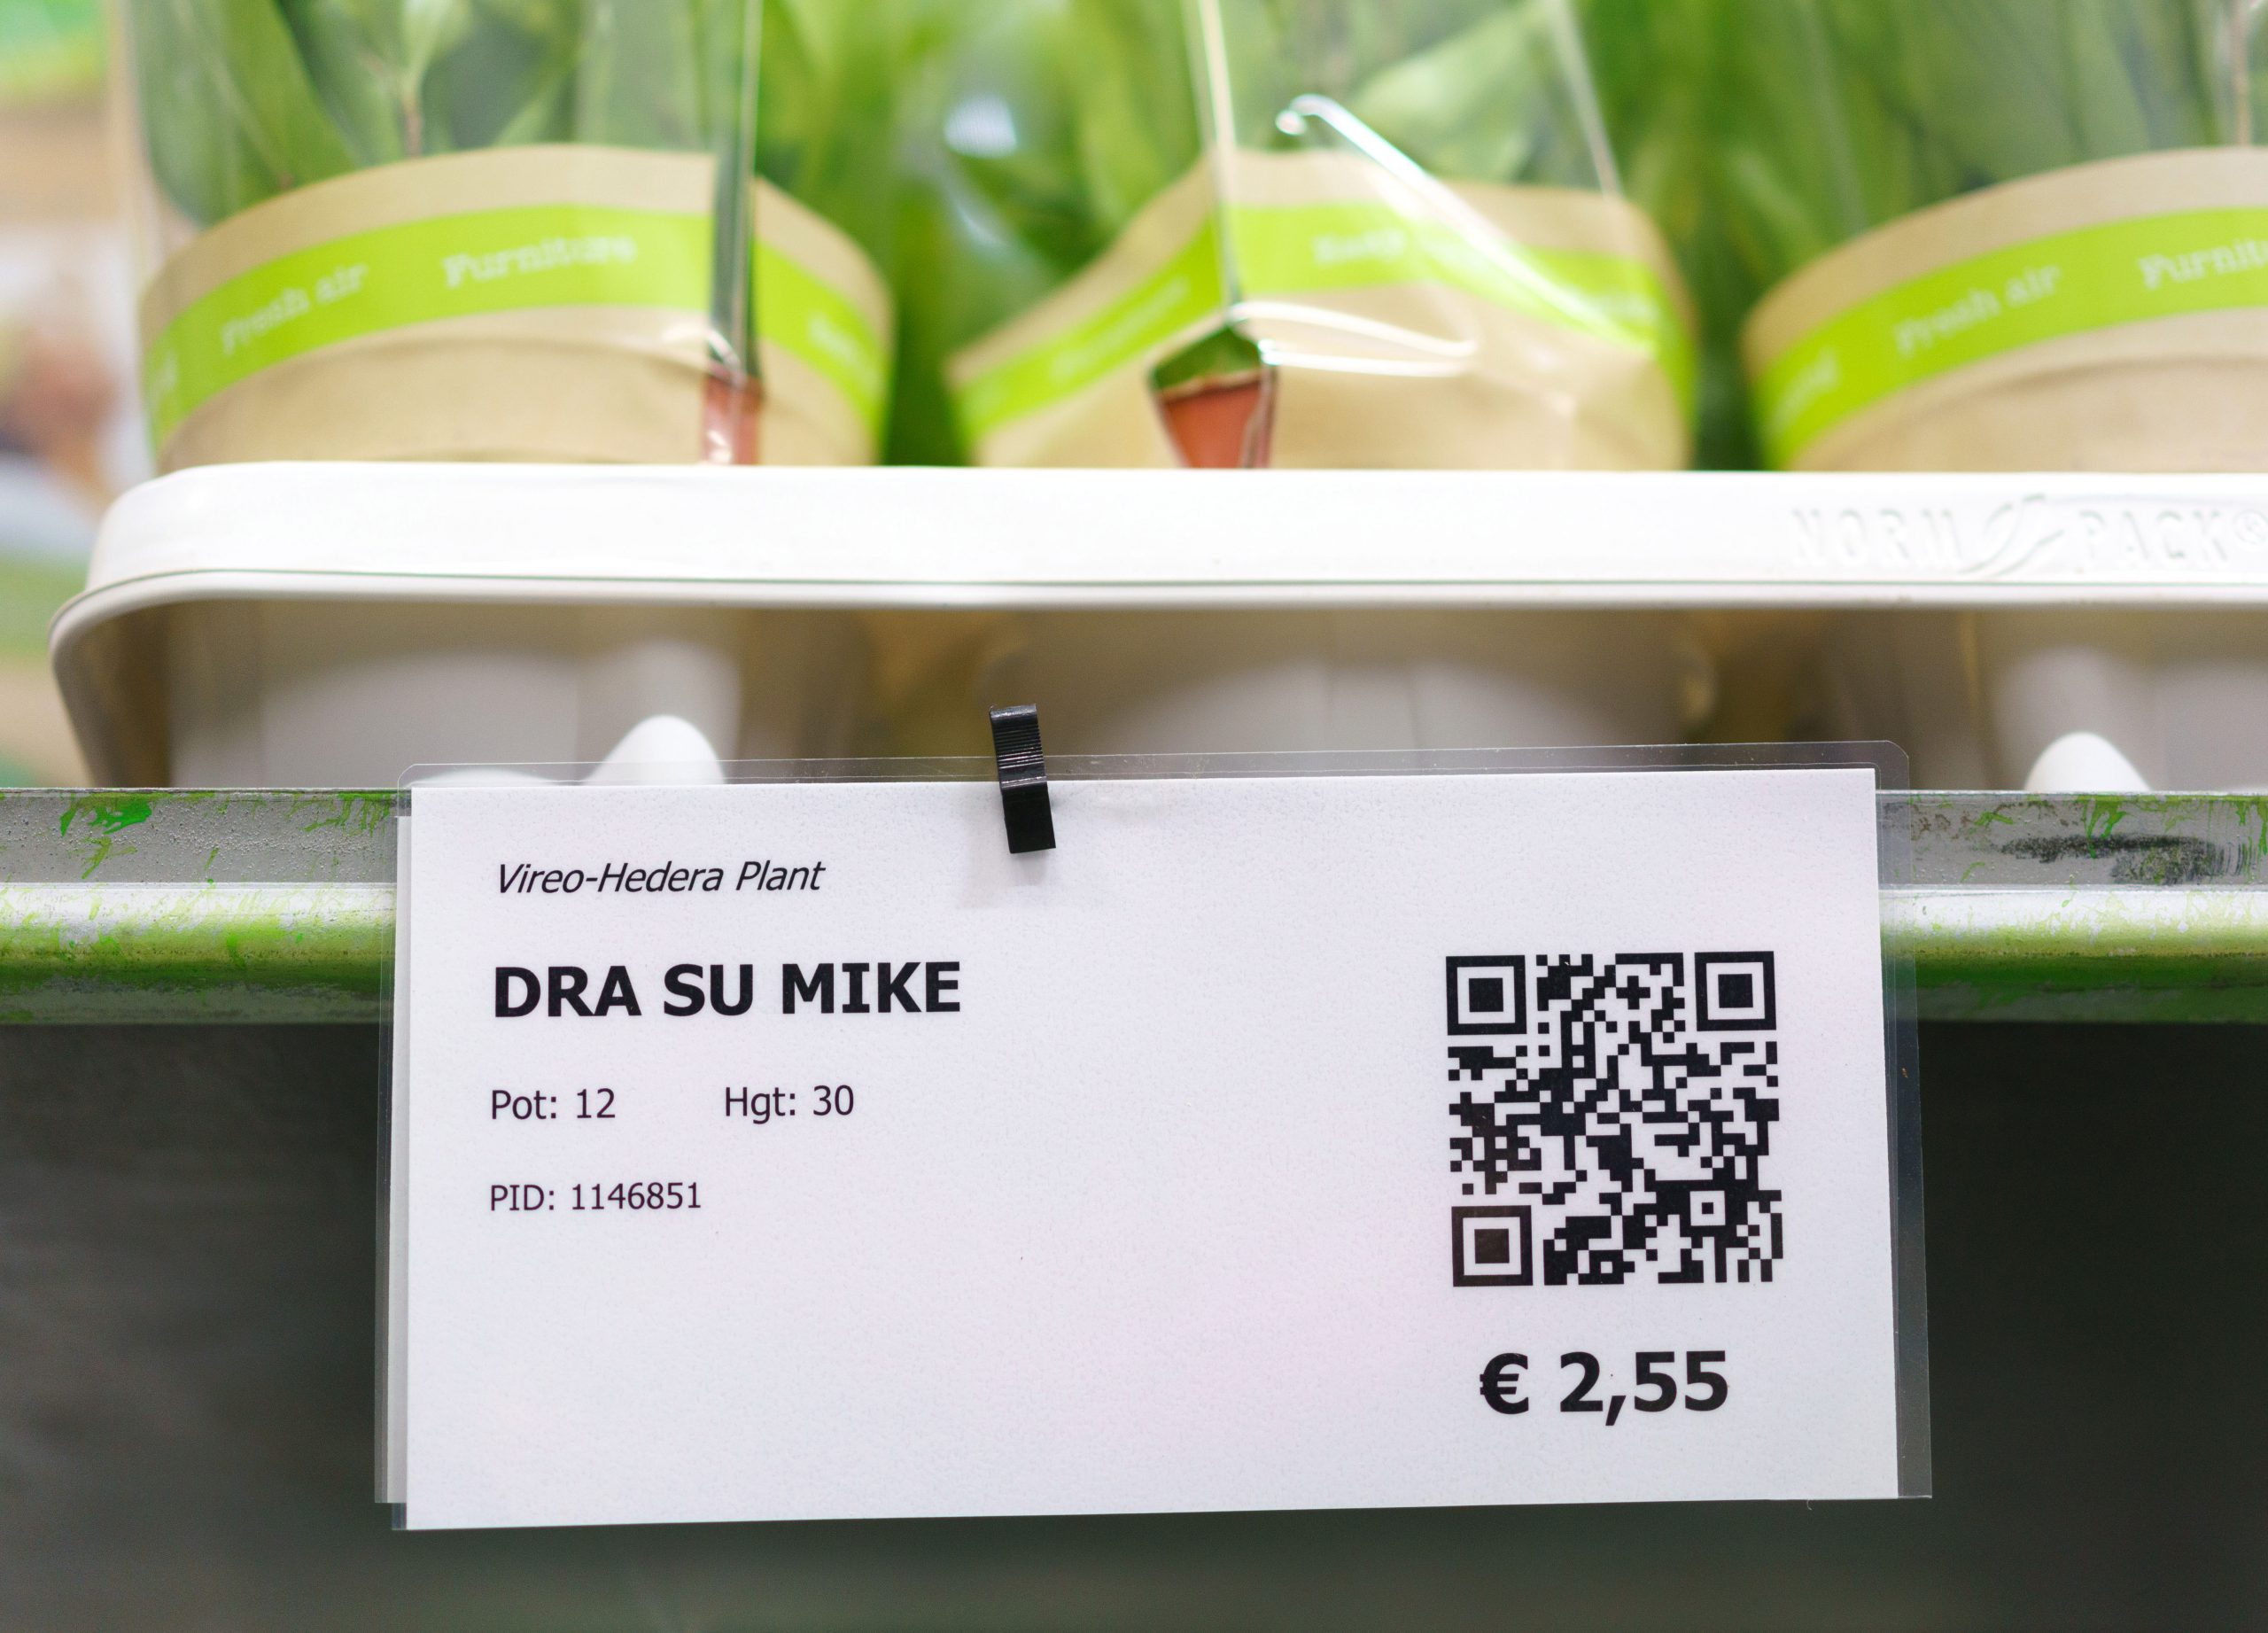 Fresh air Furniture
Fresh air
NORM PACK®
Vireo-Hedera Plant
DRA SU MIKE
Pot: 12 Hgt: 30
PID: 1146851
€ 2,55